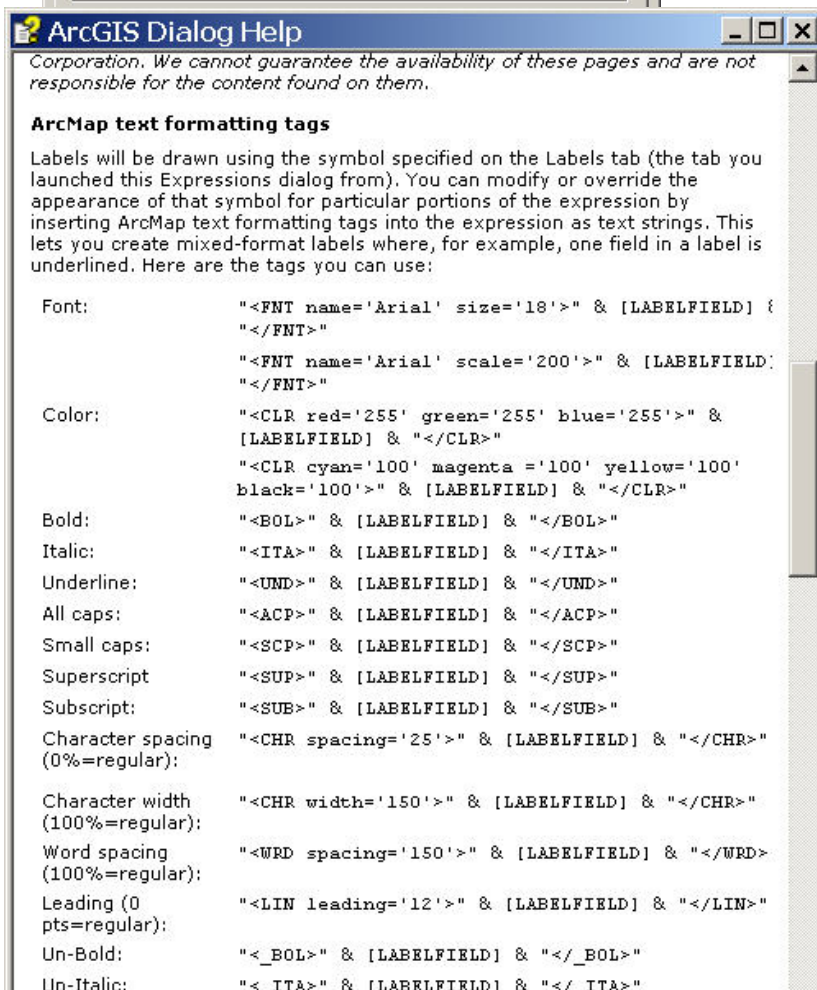 ArcGIS Dialog Help
Corporation. We cannot guarantee the availability of these pages and are not
responsible for the content found on them.
ArcMap text formatting tags
Labels will be drawn using the symbol specified on the Labels tab (the tab you
launched this Expressions dialog from). You can modify or override the
appearance of that symbol for particular portions of the expression by
inserting ArcMap text formatting tags into the expression as text strings. This
lets you create mixed-format labels where, for example, one field in a label is
underlined. Here are the tags you can use:
Font: "<FNT name='Arial' size='18'>" & [LABELFIELD] &
"</FNT>"
"<FNT name='Arial' scale='200'>" & [LABELFIELD]
"</FNT>"
Color: "<CLR red='255' green='255' blue='255'>" &
[LABELFIELD] & "</CLR>"
"<CLR cyan='100' magenta ='100' yellow='100'
black='100'>" & [LABELFIELD] & "</CLR>"
Bold: "<BOL>" & [LABELFIELD] & "</BOL>"
Italic: "<ITA>" & [LABELFIELD] & "</ITA>"
Underline: "<UND>" & [LABELFIELD] & "</UND>"
All caps: "<ACP>" & [LABELFIELD] & "</ACP>"
Small caps: "<SCP>" & [LABELFIELD] & "</SCP>"
Superscript "<SUP>" & [LABELFIELD] & "</SUP>"
Subscript: "<SUB>" & [LABELFIELD] & "</SUB>"
Character spacing "<CHR spacing='25'>" & [LABELFIELD] & "</CHR>"
(0%=regular):
Character width "<CHR width='150'>" & [LABELFIELD] & "</CHR>"
(100%=regular):
Word spacing "<WRD spacing='150'>" & [LABELFIELD] & "</WRD>
(100%=regular):
Leading (0 "<LIN leading='12'>" & [LABELFIELD] & "</LIN>"
pts=regular):
Un-Bold: "<_BOL>" & [LABELFIELD] & "</_BOL>"
Un-Italic: "<_ITA>" & [LABELFIELD] & "</_ITA>"